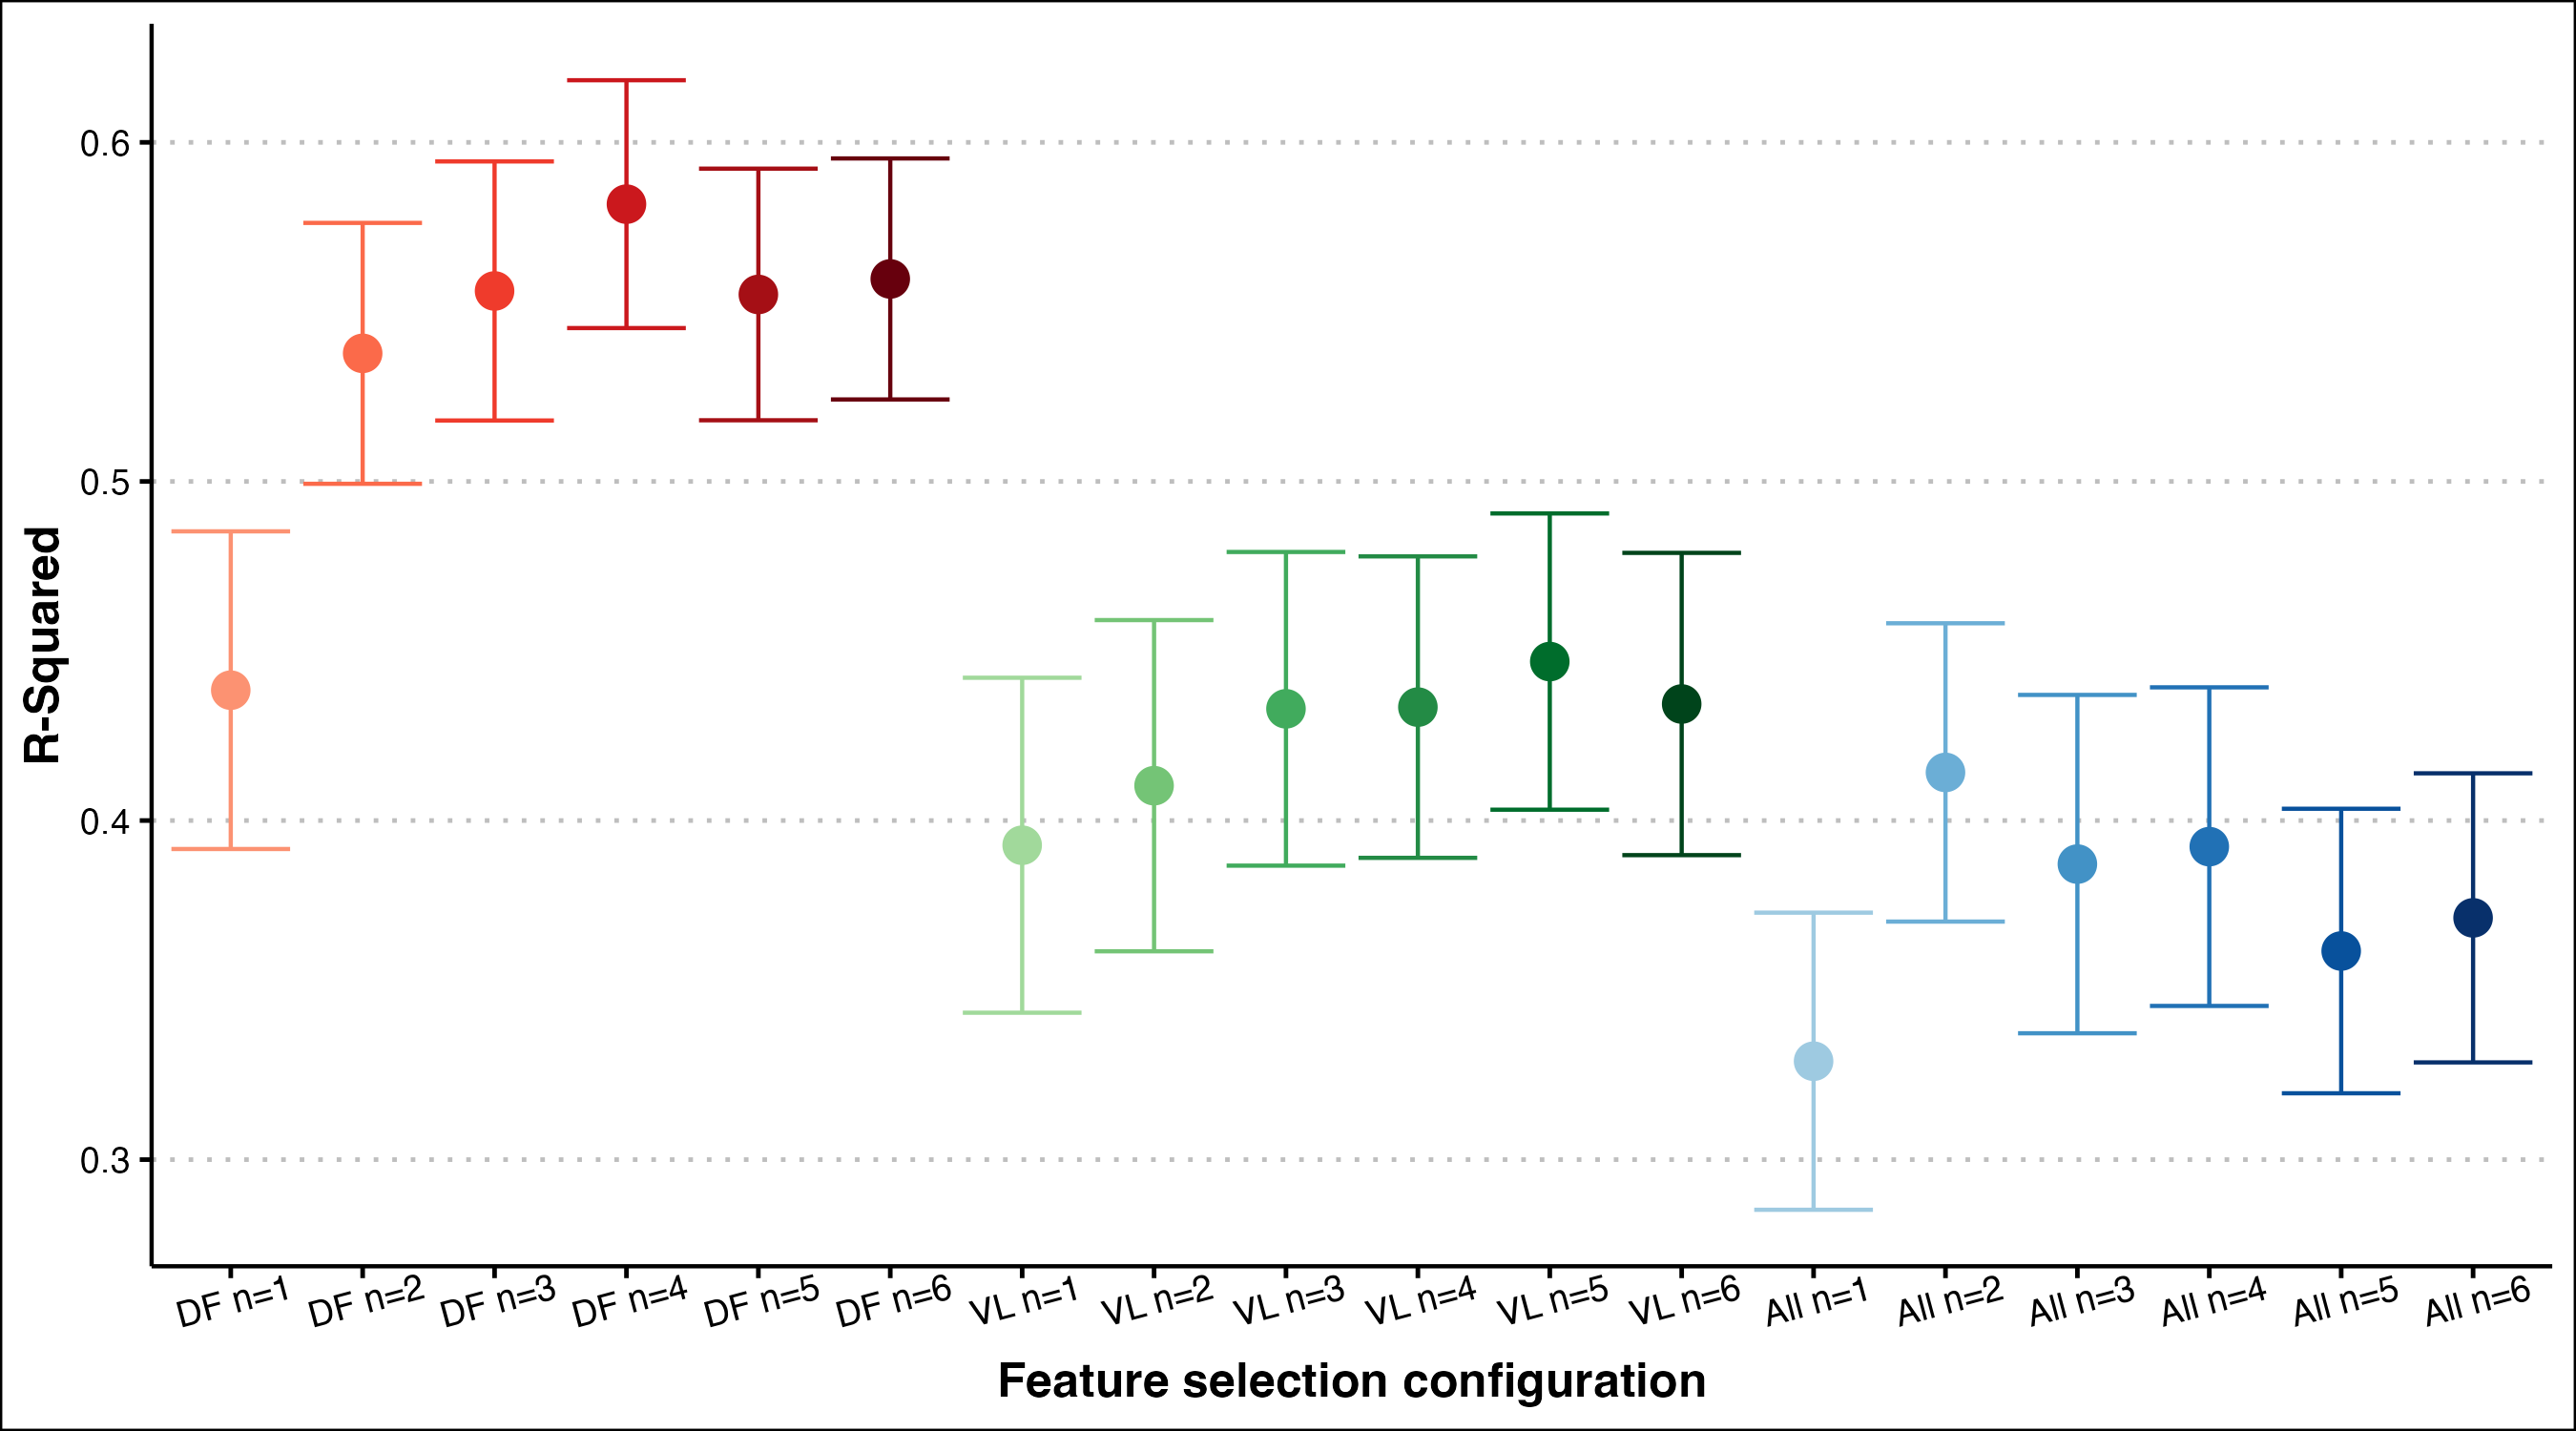 R-Squared
0.6
0.5
0.4
0.3
DF n=1 DF n=2 DF n=3 DF n=4 DF n=5 DF n=6 VL n=1 VL n=2 VL n=3 VL n=4 VL n=5 VL n=6 All n=1 All n=2 All n=3 All n=4 All n=5 All n=6
Feature selection configuration